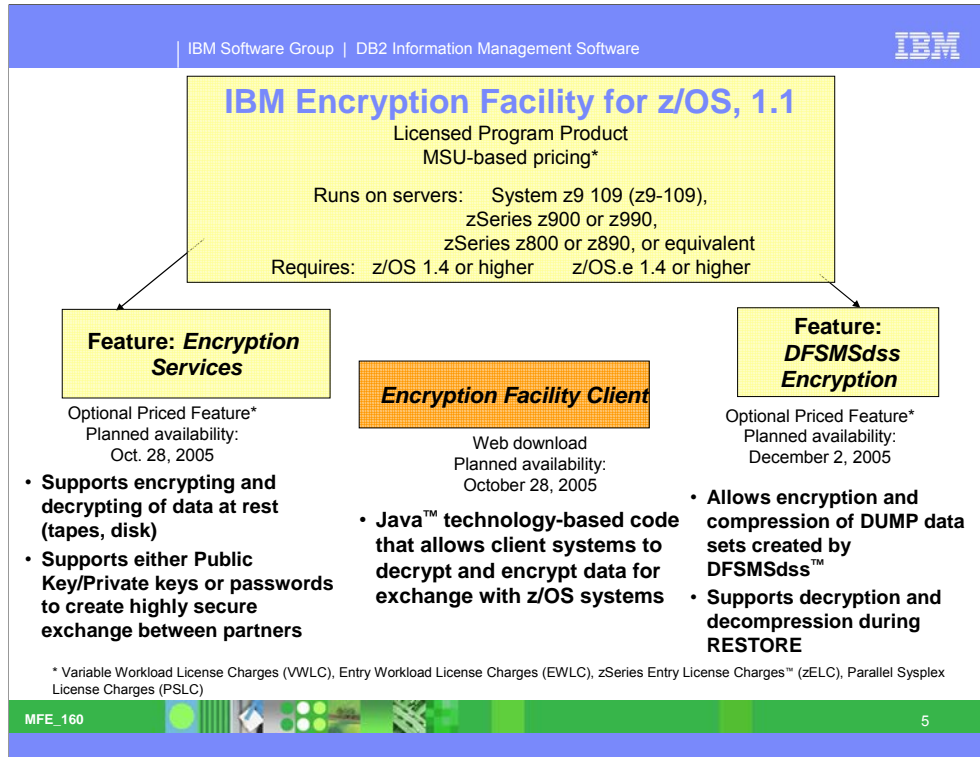 IBM Software Group | DB2 Information Management Software
IBM
IBM Encryption Facility for z/OS, 1.1
Licensed Program Product
MSU-based pricing*
Runs on servers: System z9 109 (z9-109),
zSeries z900 or z990,
zSeries z800 or z890, or equivalent
Requires: z/OS 1.4 or higher z/OS.e 1.4 or higher
Feature: Encryption
Services
Optional Priced Feature*
Planned availability:
Oct. 28, 2005
• Supports encrypting and
decrypting of data at rest
(tapes, disk)
• Supports either Public
Key/Private keys or passwords
to create highly secure
exchange between partners
Encryption Facility Client
Web download
Planned availability:
October 28, 2005
• Java™ technology-based code
that allows client systems to
decrypt and encrypt data for
exchange with z/OS systems
Feature:
DFSMSdss
Encryption
Optional Priced Feature*
Planned availability:
December 2, 2005
• Allows encryption and
compression of DUMP data
sets created by
DFSMSdss™
• Supports decryption and
decompression during
RESTORE
* Variable Workload License Charges (VWLC), Entry Workload License Charges (EWLC), zSeries Entry License Charges™ (zELC), Parallel Sysplex
License Charges (PSLC)
MFE_160
5